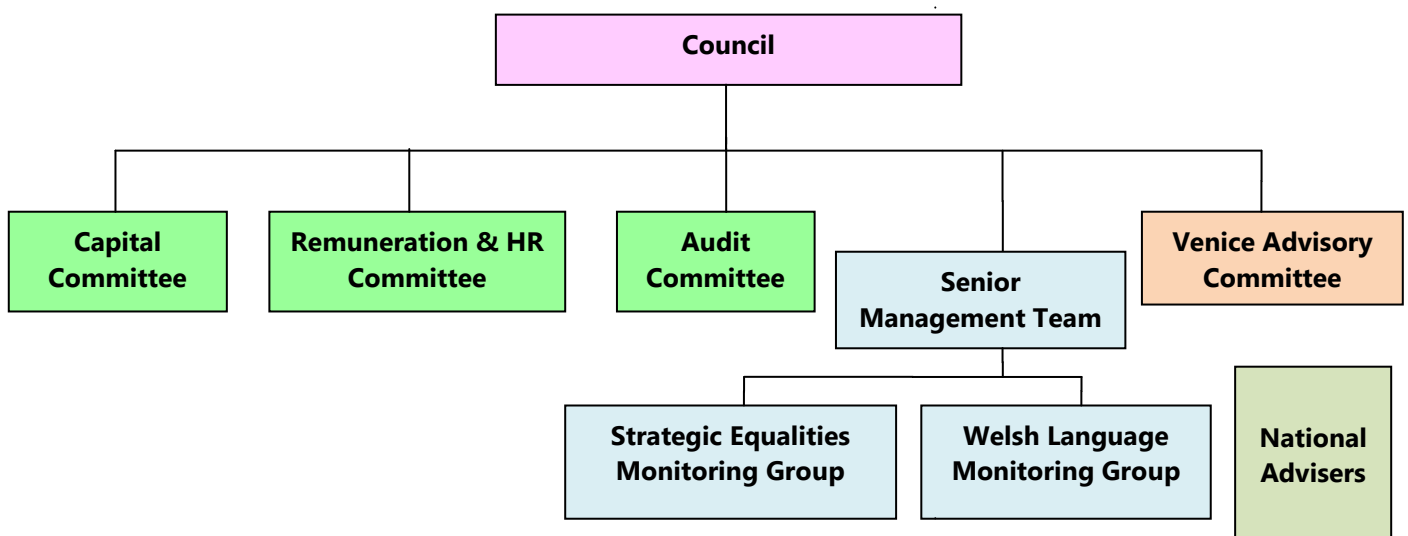 Council
Capital
Committee
Remuneration & HR
Committee
Audit
Committee
Senior
Management Team
Venice Advisory
Committee
Strategic Equalities
Monitoring Group
Welsh Language
Monitoring Group
National
Advisers